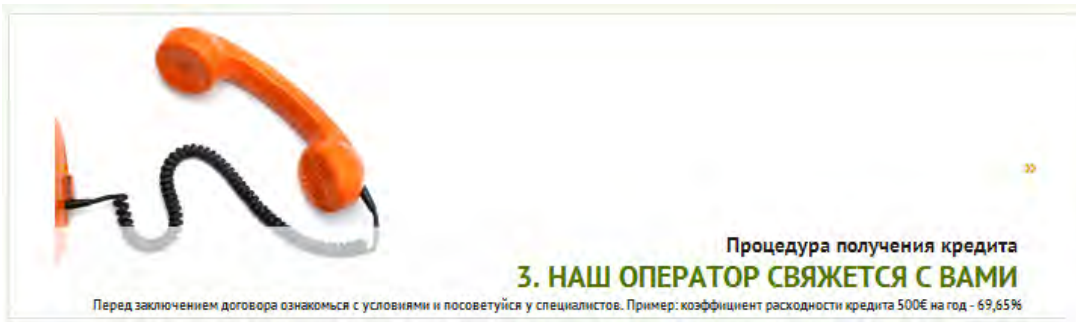 »
Процедура получения кредита
3. НАШ ОПЕРАТОР СВЯЖЕТСЯ С ВАМИ
Перед заключением договора ознакомься с условиями и посоветуйся у специалистов. Пример: коэффициент расходности кредита 500€ на год - 69,65%